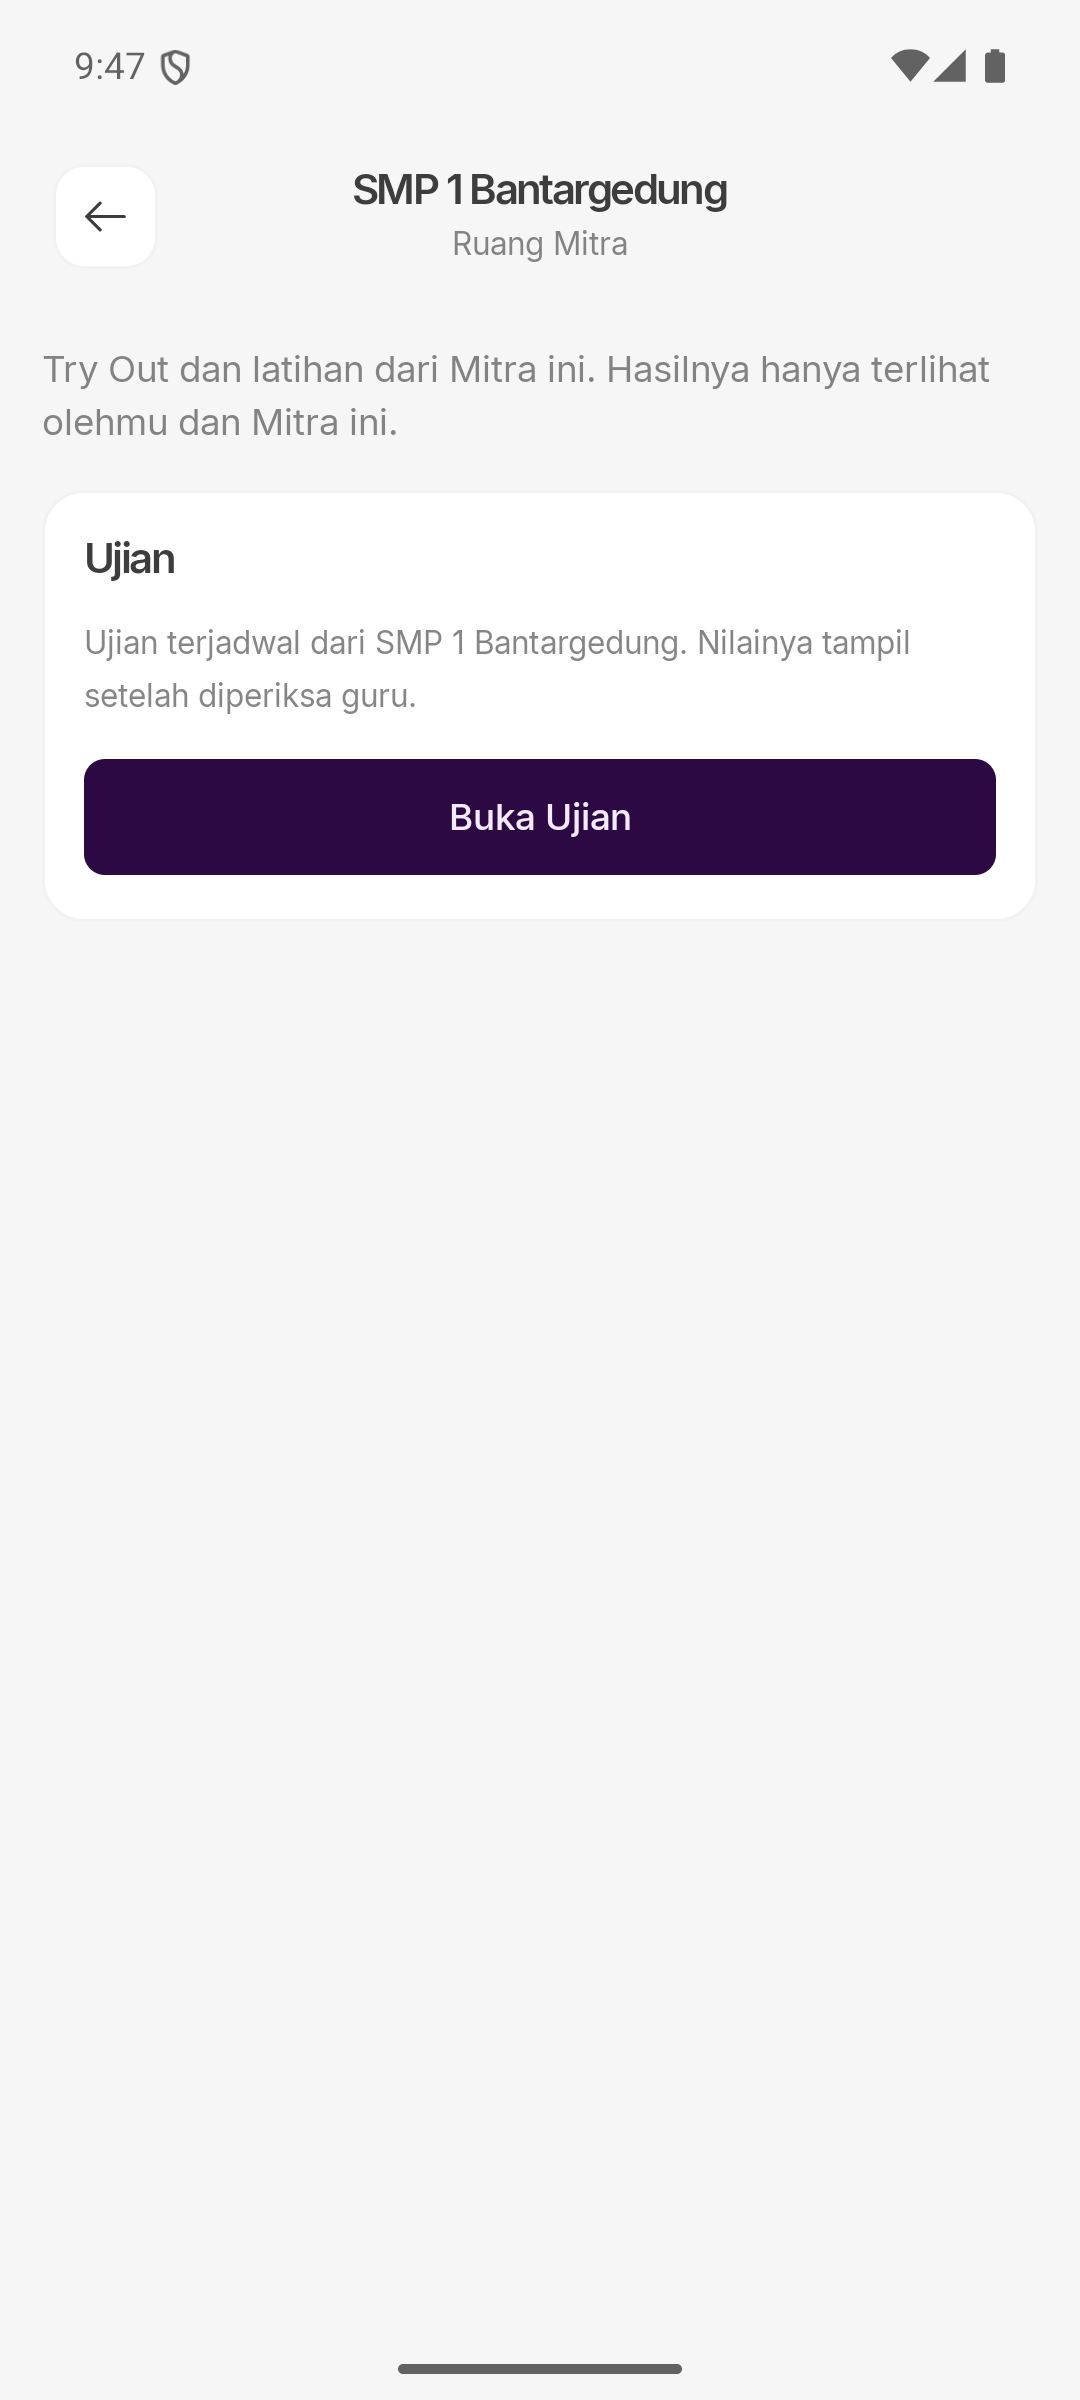 9:47
SMP 1 Bantargedung
Ruang Mitra
Try Out dan latihan dari Mitra ini. Hasilnya hanya terlihat
olehmu dan Mitra ini.
Ujian
Ujian terjadwal dari SMP 1 Bantargedung. Nilainya tampil
setelah diperiksa guru.
Buka Ujian